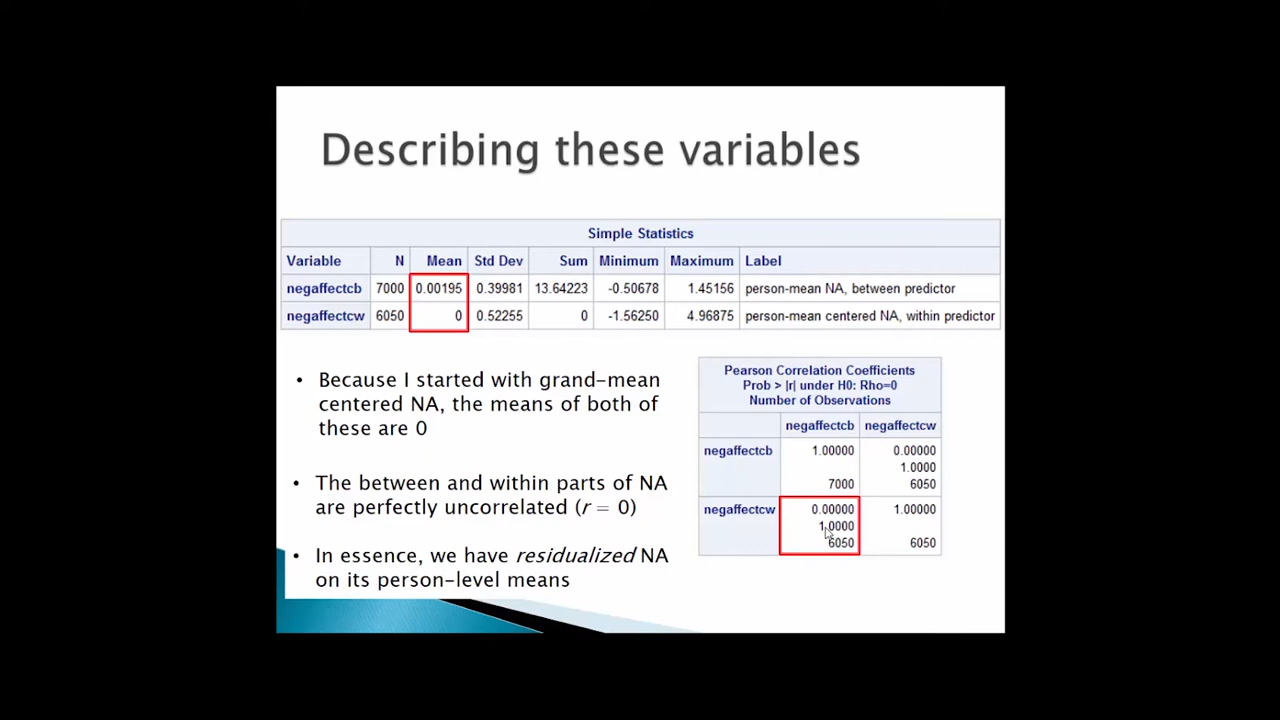 Describing these variables
Simple Statistics
Variable N Mean Std Dev Sum Minimum Maximum Label
negaffectcb 7000 0.00195 0.39981 13.64223 -0.50678 1.45156 person-mean NA, between predictor
negaffectcw 6050 0 0.52255 0 -1.56250 4.96875 person-mean centered NA, within predictor
• Because I started with grand-mean
centered NA, the means of both of
these are 0
• The between and within parts of NA
are perfectly uncorrelated (r = 0)
• In essence, we have residualized NA
on its person-level means
Pearson Correlation Coefficients
Prob > |r| under H0: Rho=0
Number of Observations
negaffectcb negaffectcw
negaffectcb 1.00000 0.00000
1.0000
7000 6050
negaffectcw 0.00000 1.00000
1.0000
6050 6050